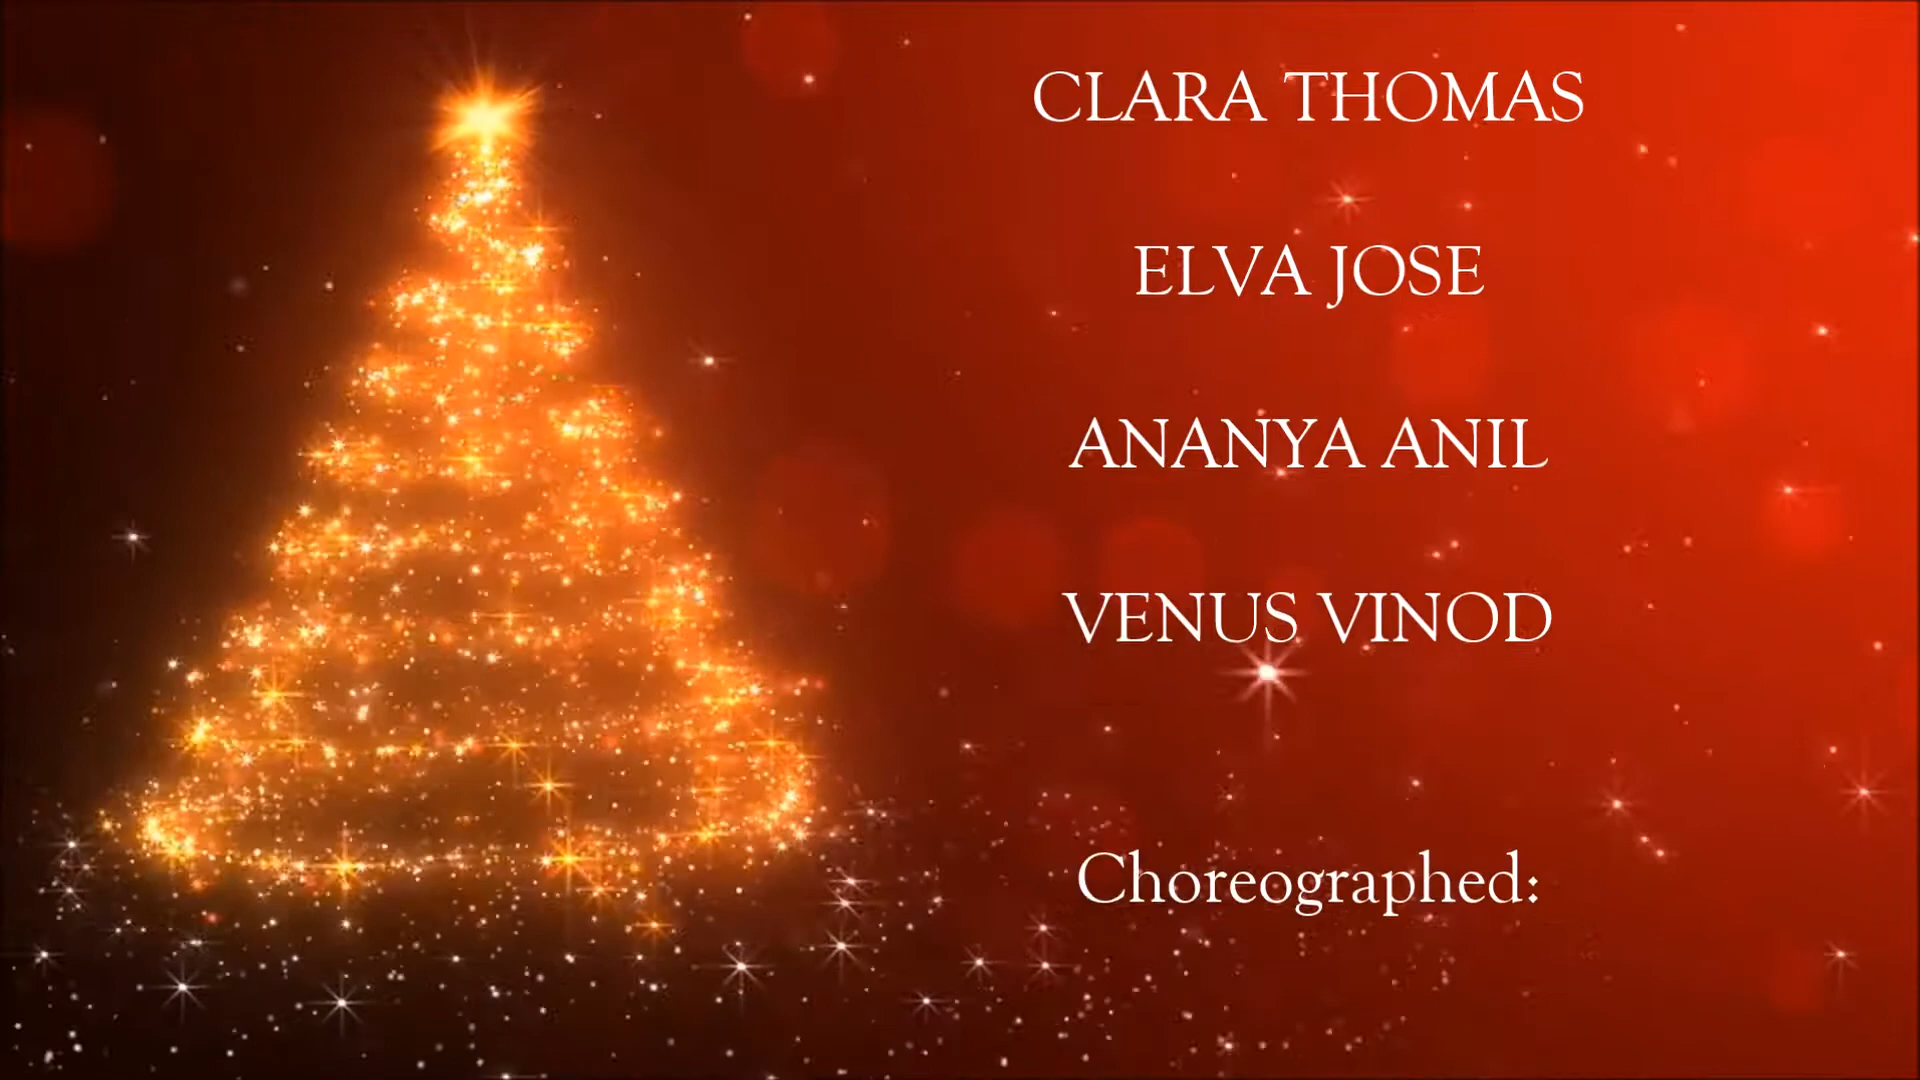 CLARA THOMAS
ELVA JOSE
ANANYA ANIL
VENUS VINOD
Choreographed: